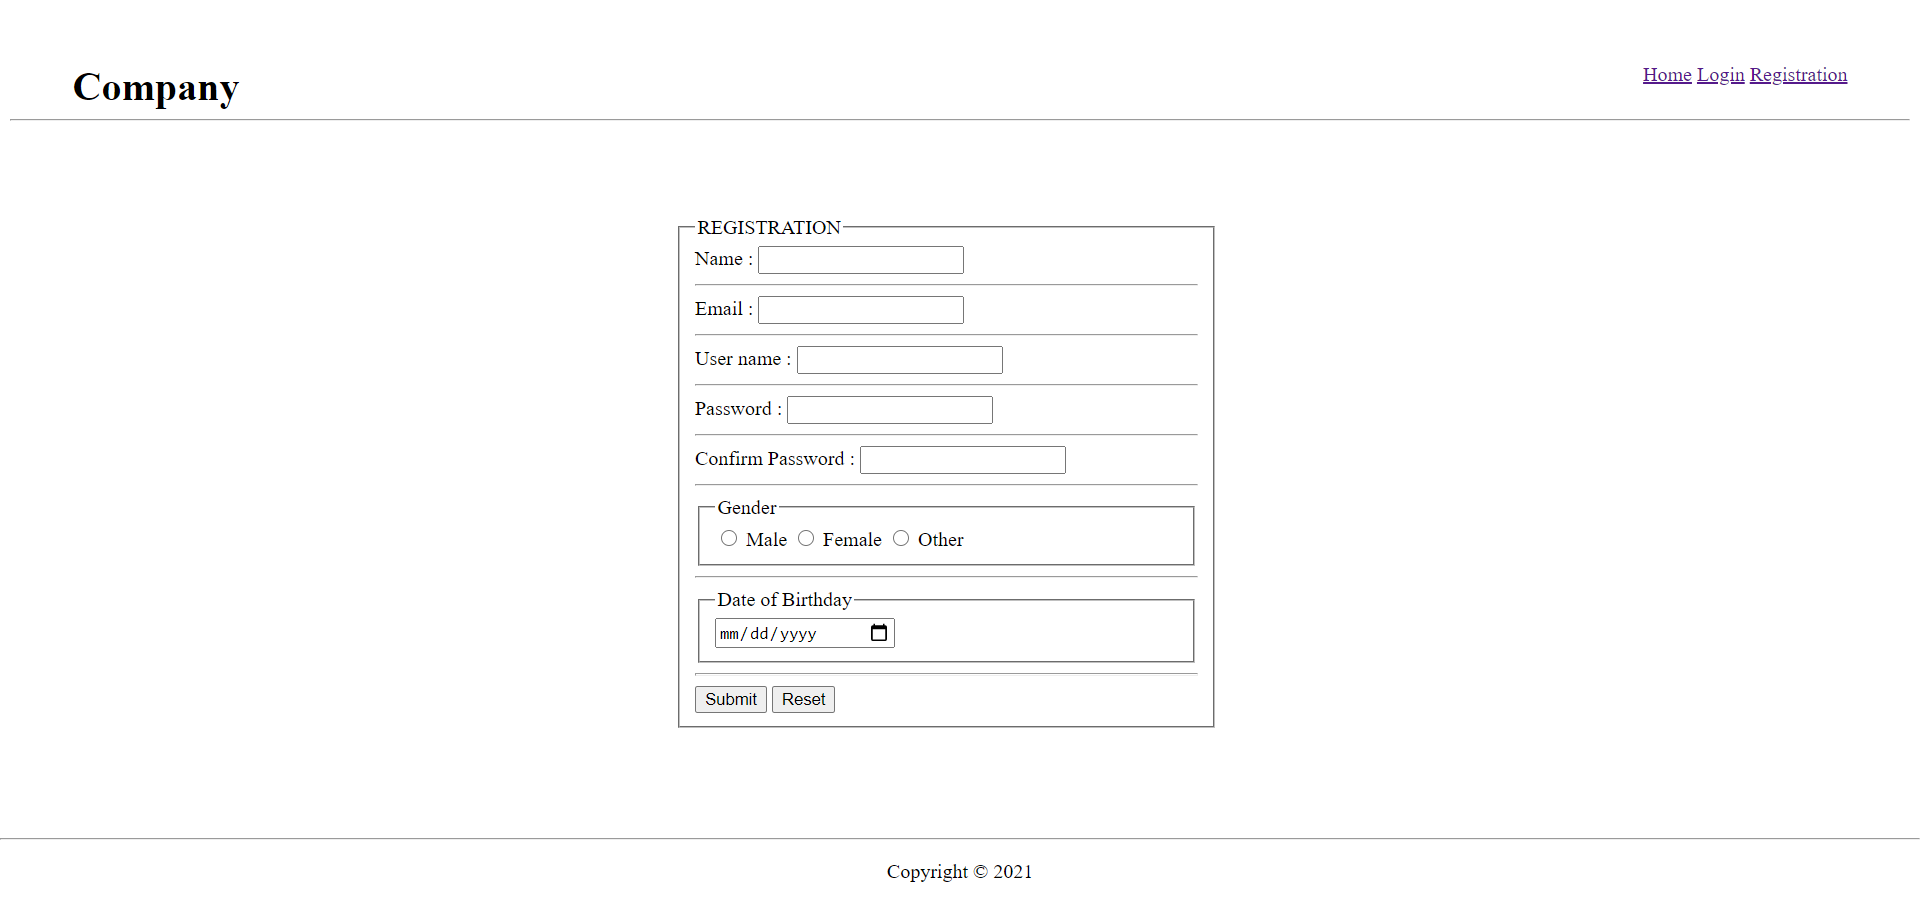 Company
Home Login Registration
REGISTRATION
Name :
Email :
User name :
Password :
Confirm Password :
Gender
Male Female Other
Date of Birthday
mm/dd/yyyy
Submit Reset
Copyright © 2021